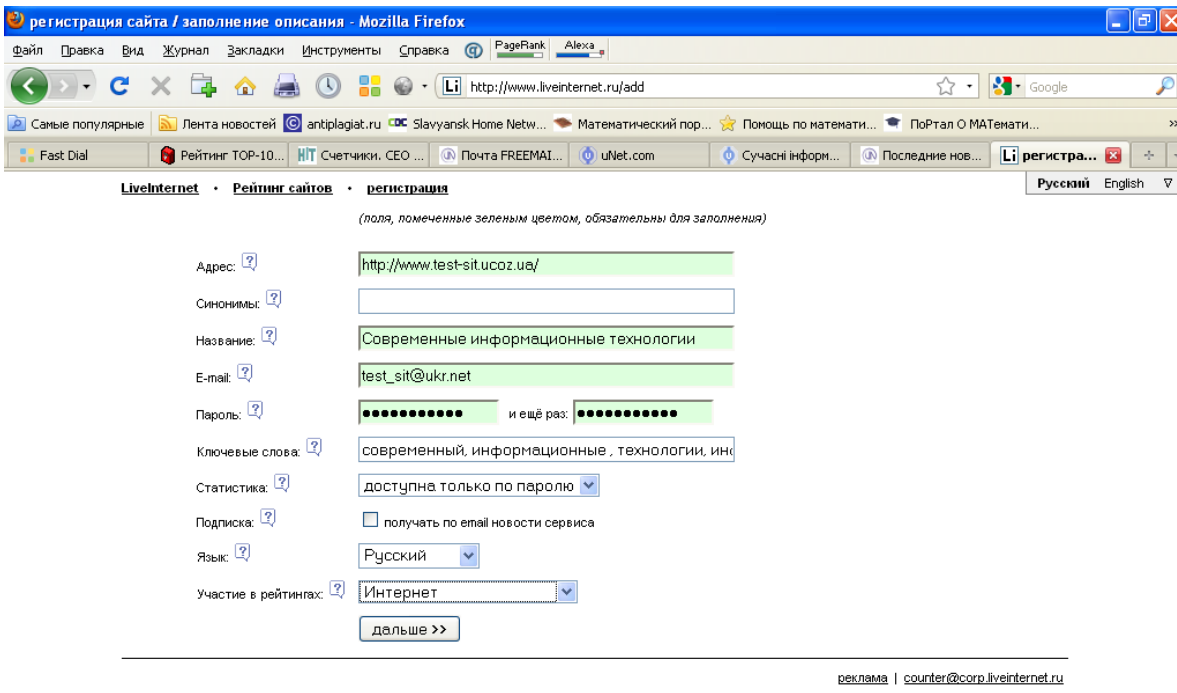 регистрация сайта / заполнение описания - Mozilla Firefox
Файл Правка Вид Журнал Закладки Инструменты Справка PageRank Alexa
Li http://www.liveinternet.ru/add Google
Самые популярные Лента новостей antiplagiat.ru Slavyansk Home Netw... Математический пор... Помощь по математи... ПоРтал О МАТемати... »
Fast Dial Рейтинг TOP-10... HIT Счетчики. CEO ... Почта FREEMAI... uNet.com Сучасні інформ... Последние нов... Li регистра...
LiveInternet · Рейтинг сайтов · регистрация Русский English
(поля, помеченные зеленым цветом, обязательны для заполнения)
Адрес: ? http://www.test-sit.ucoz.ua/
Синонимы: ?
Название: ? Современные информационные технологии
E-mail: ? test_sit@ukr.net
Пароль: ? ●●●●●●●●●●● и ещё раз: ●●●●●●●●●●●
Ключевые слова: ? современный, информационные , технологии, инф
Статистика: ? доступна только по паролю
Подписка: ? получать по email новости сервиса
Язык: ? Русский
Участие в рейтингах: ? Интернет
дальше >>
реклама | counter@corp.liveinternet.ru